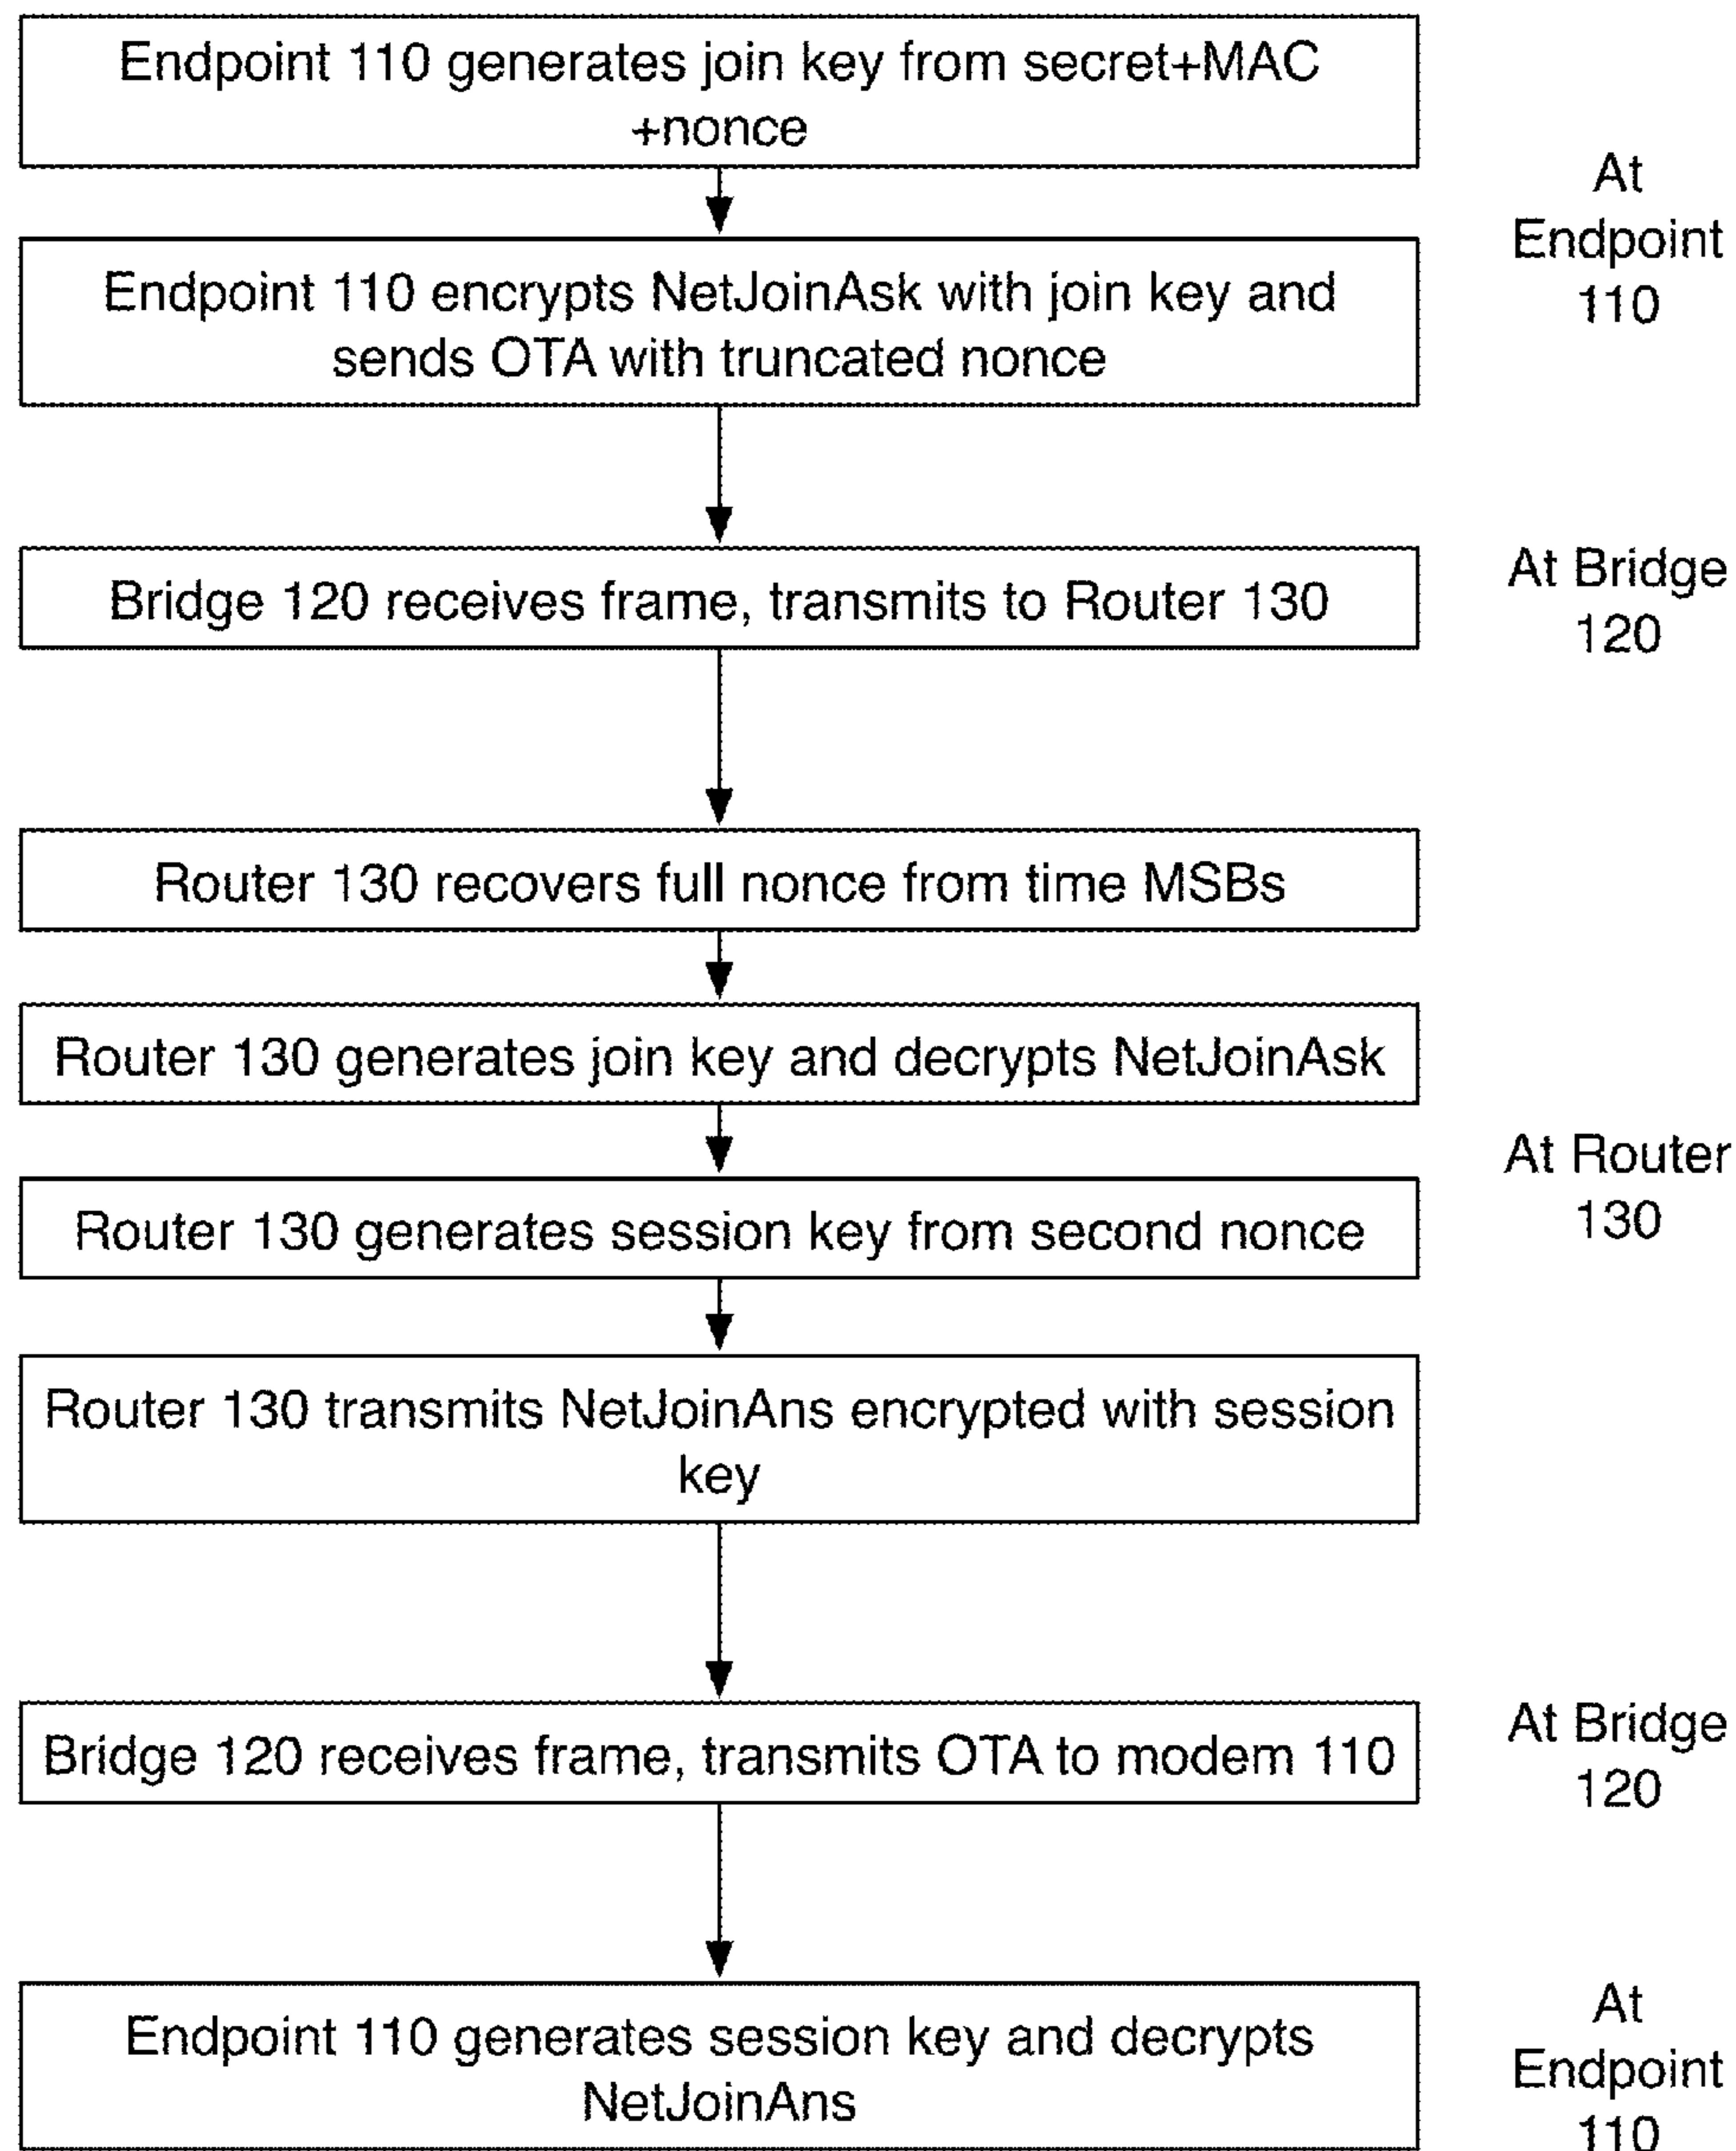 Endpoint 110 generates join key from secret+MAC
+nonce
At
Endpoint
110
Endpoint 110 encrypts NetJoinAsk with join key and
sends OTA with truncated nonce
Bridge 120 receives frame, transmits to Router 130
At Bridge
120
Router 130 recovers full nonce from time MSBs
Router 130 generates join key and decrypts NetJoinAsk
At Router
130
Router 130 generates session key from second nonce
Router 130 transmits NetJoinAns encrypted with session
key
Bridge 120 receives frame, transmits OTA to modem 110
At Bridge
120
Endpoint 110 generates session key and decrypts
NetJoinAns
At
Endpoint
110